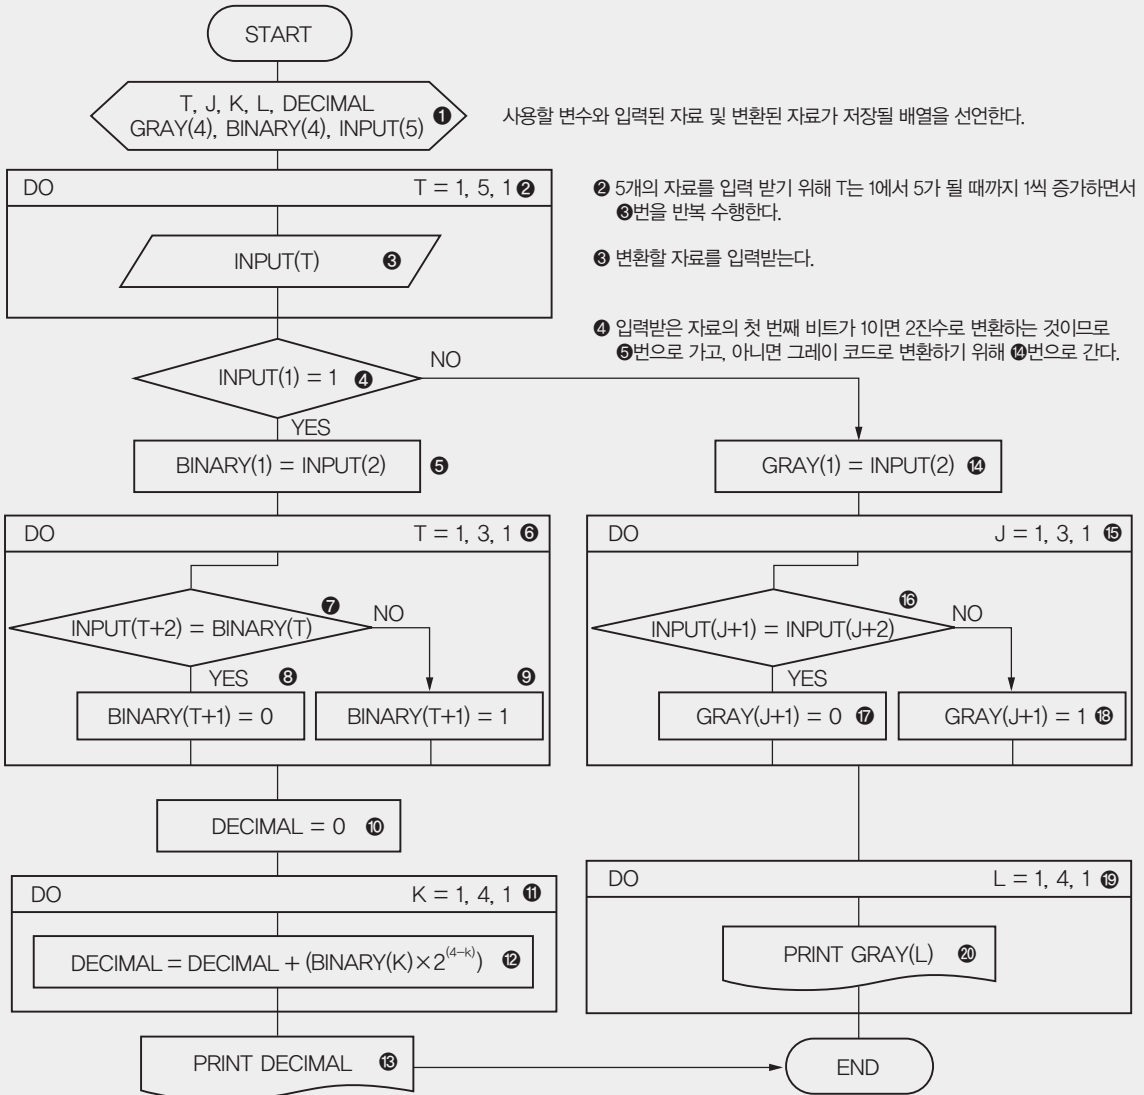 START
T, J, K, L, DECIMAL
GRAY(4), BINARY(4), INPUT(5) ❶
사용할 변수와 입력된 자료 및 변환된 자료가 저장될 배열을 선언한다.
DO T = 1, 5, 1 ❷
INPUT(T) ❸
❷ 5개의 자료를 입력 받기 위해 T는 1에서 5가 될 때까지 1씩 증가하면서
❸번을 반복 수행한다.
❸ 변환할 자료를 입력받는다.
❹ 입력받은 자료의 첫 번째 비트가 1이면 2진수로 변환하는 것이므로
❺번으로 가고, 아니면 그레이 코드로 변환하기 위해 ⓮번으로 간다.
INPUT(1) = 1 ❹
NO
YES
BINARY(1) = INPUT(2) ❺
GRAY(1) = INPUT(2) ⓮
DO T = 1, 3, 1 ❻
❼
INPUT(T+2) = BINARY(T)
NO
YES ❽
❾
BINARY(T+1) = 0
BINARY(T+1) = 1
DO J = 1, 3, 1 ⓯
⓰
INPUT(J+1) = INPUT(J+2)
NO
YES
GRAY(J+1) = 0 ⓱
GRAY(J+1) = 1 ⓲
DECIMAL = 0 ❿
DO K = 1, 4, 1 ⓫
DECIMAL = DECIMAL + (BINARY(K)×2^(4-k)) ⓬
PRINT DECIMAL ⓭
DO L = 1, 4, 1 ⓳
PRINT GRAY(L) ⓴
END